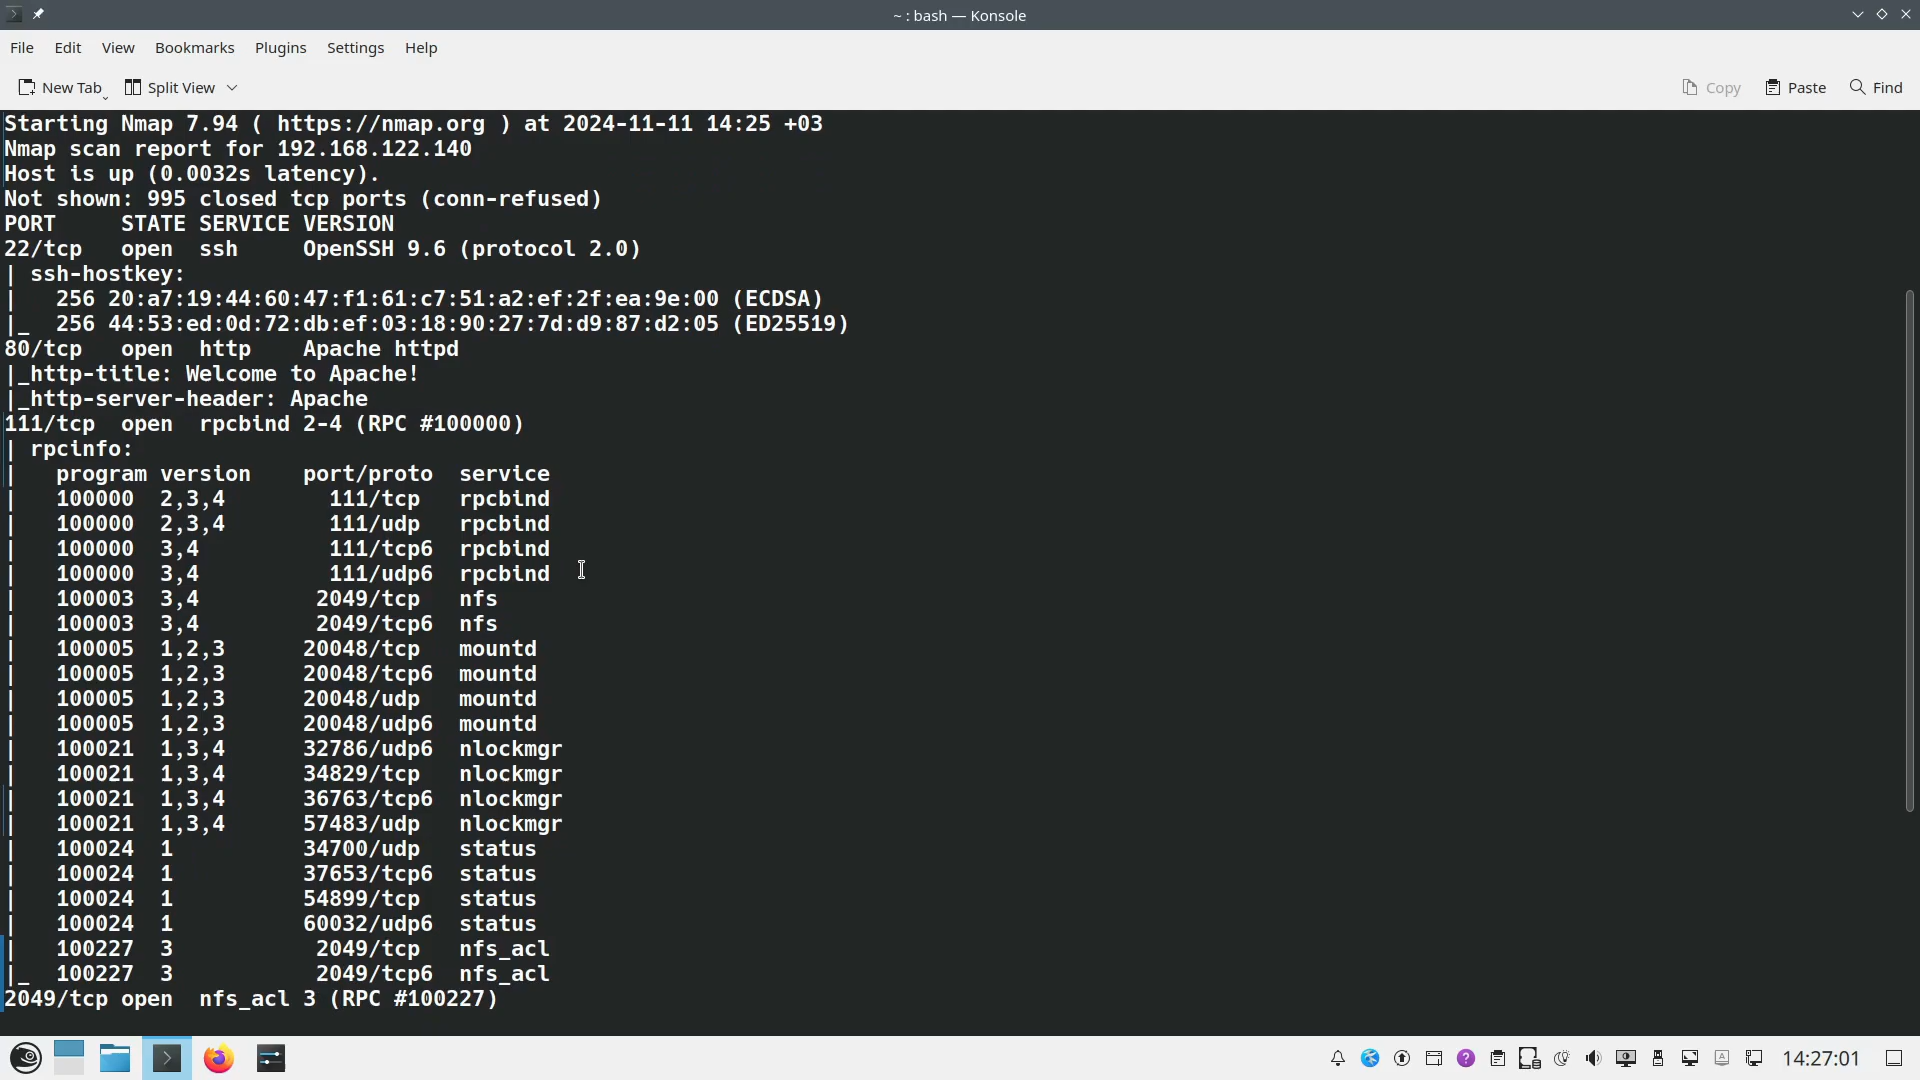 ~ : bash — Konsole
File Edit View Bookmarks Plugins Settings Help
New Tab Split View Copy Paste Find
Starting Nmap 7.94 ( https://nmap.org ) at 2024-11-11 14:25 +03
Nmap scan report for 192.168.122.140
Host is up (0.0032s latency).
Not shown: 995 closed tcp ports (conn-refused)
PORT     STATE SERVICE VERSION
22/tcp   open  ssh     OpenSSH 9.6 (protocol 2.0)
| ssh-hostkey:
|   256 20:a7:19:44:60:47:f1:61:c7:51:a2:ef:2f:ea:9e:00 (ECDSA)
|_  256 44:53:ed:0d:72:db:ef:03:18:90:27:7d:d9:87:d2:05 (ED25519)
80/tcp   open  http    Apache httpd
|_http-title: Welcome to Apache!
|_http-server-header: Apache
111/tcp  open  rpcbind 2-4 (RPC #100000)
| rpcinfo:
|   program version    port/proto  service
|   100000  2,3,4        111/tcp   rpcbind
|   100000  2,3,4        111/udp   rpcbind
|   100000  3,4          111/tcp6  rpcbind
|   100000  3,4          111/udp6  rpcbind
|   100003  3,4         2049/tcp   nfs
|   100003  3,4         2049/tcp6  nfs
|   100005  1,2,3      20048/tcp   mountd
|   100005  1,2,3      20048/tcp6  mountd
|   100005  1,2,3      20048/udp   mountd
|   100005  1,2,3      20048/udp6  mountd
|   100021  1,3,4      32786/udp6  nlockmgr
|   100021  1,3,4      34829/tcp   nlockmgr
|   100021  1,3,4      36763/tcp6  nlockmgr
|   100021  1,3,4      57483/udp   nlockmgr
|   100024  1          34700/udp   status
|   100024  1          37653/tcp6  status
|   100024  1          54899/tcp   status
|   100024  1          60032/udp6  status
|   100227  3           2049/tcp   nfs_acl
|_  100227  3           2049/tcp6  nfs_acl
2049/tcp open  nfs_acl 3 (RPC #100227)
14:27:01